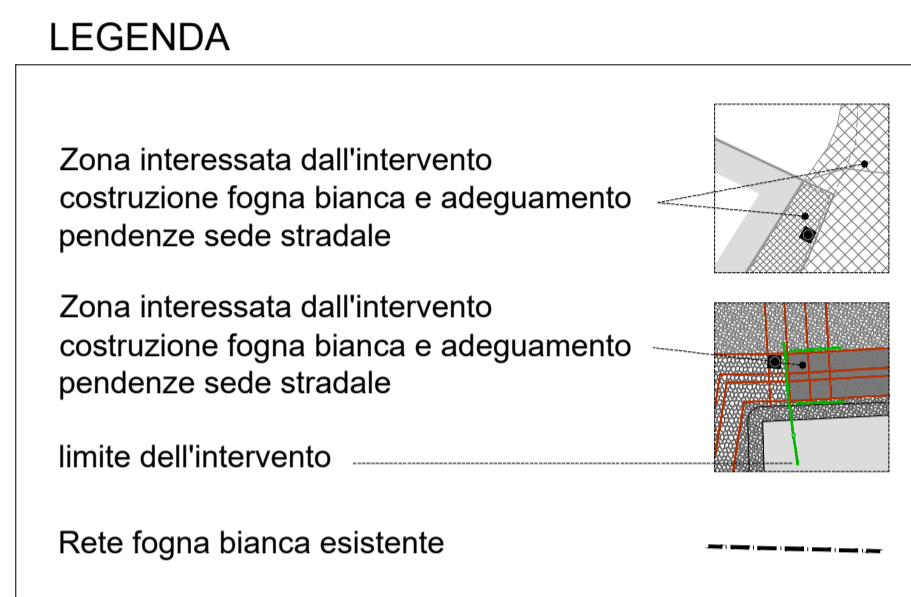 LEGENDA
Zona interessata dall'intervento
costruzione fogna bianca e adeguamento
pendenze sede stradale
Zona interessata dall'intervento
costruzione fogna bianca e adeguamento
pendenze sede stradale
limite dell'intervento
Rete fogna bianca esistente